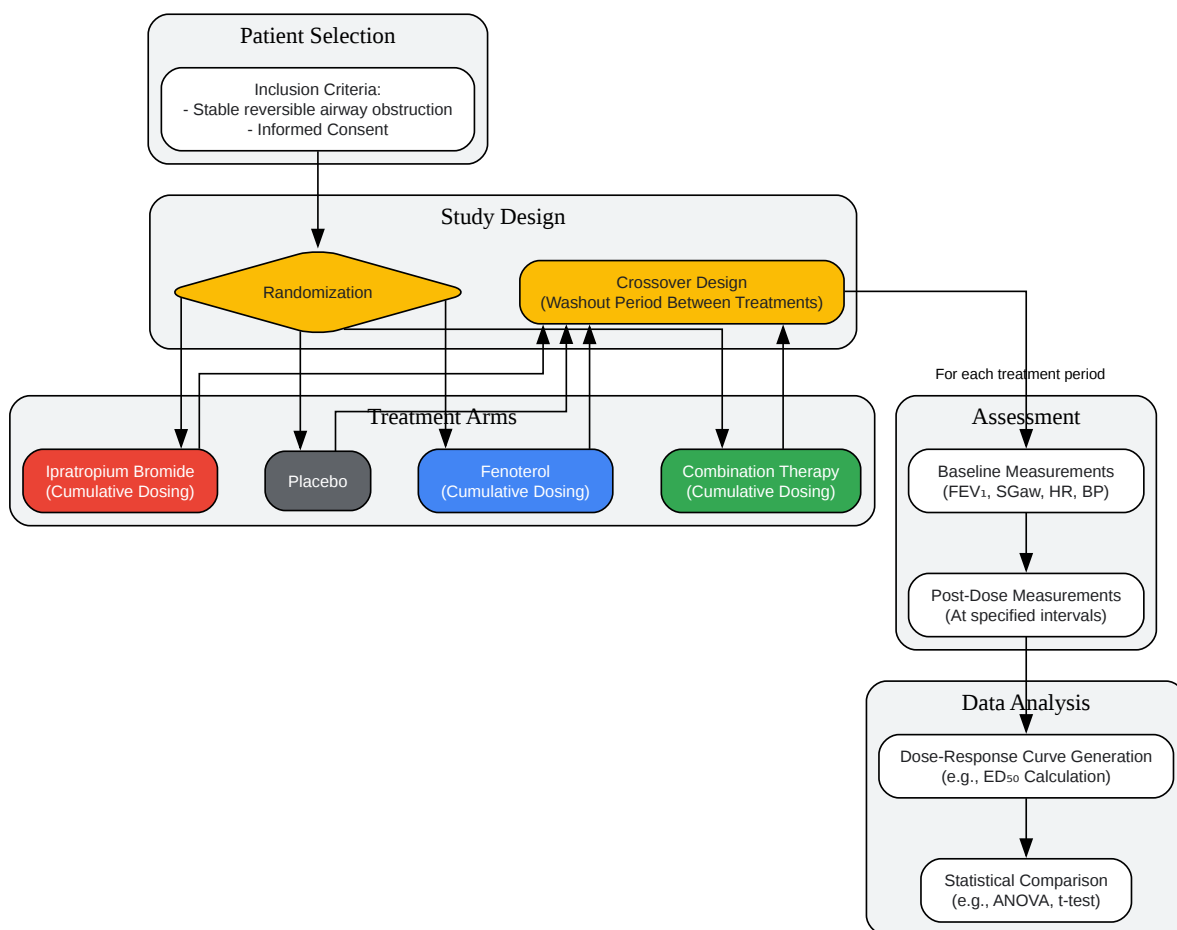 Patient Selection
Inclusion Criteria:
- Stable reversible airway obstruction
- Informed Consent
Study Design
Randomization
Crossover Design
(Washout Period Between Treatments)
For each treatment period
Treatment Arms
Ipratropium Bromide
(Cumulative Dosing)
Placebo
Fenoterol
(Cumulative Dosing)
Combination Therapy
(Cumulative Dosing)
Assessment
Baseline Measurements
(FEV₁, SGaw, HR, BP)
Post-Dose Measurements
(At specified intervals)
Data Analysis
Dose-Response Curve Generation
(e.g., ED₅₀ Calculation)
Statistical Comparison
(e.g., ANOVA, t-test)